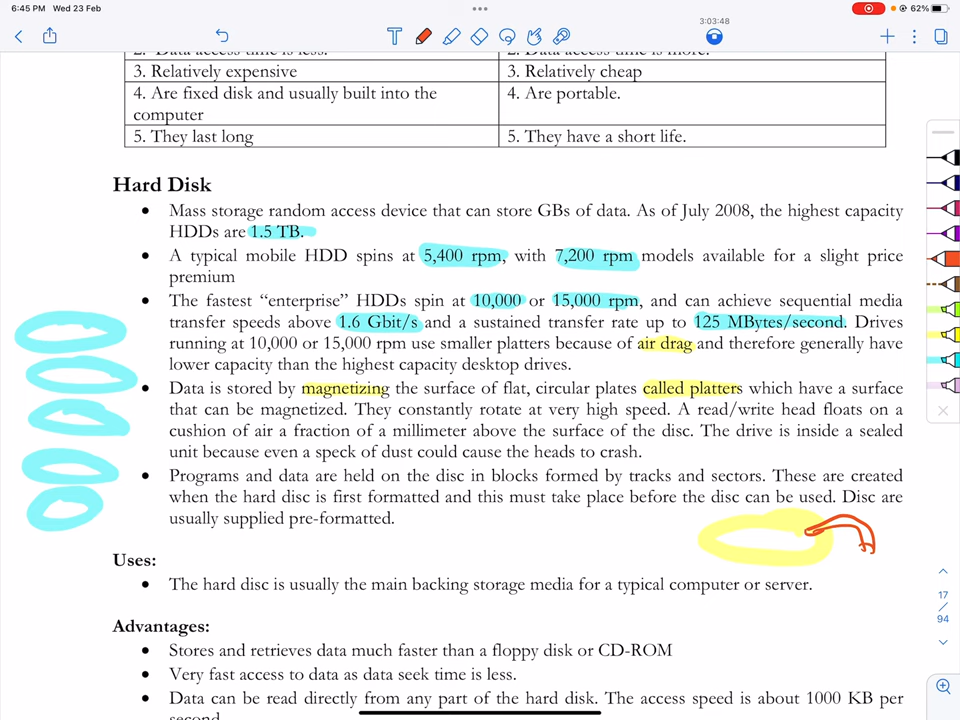 6:45 PM Wed 23 Feb
62%
3:03:48
2. Data access time is less. 2. Data access time is more.
3. Relatively expensive 3. Relatively cheap
4. Are fixed disk and usually built into the 4. Are portable.
computer
5. They last long 5. They have a short life.
Hard Disk
• Mass storage random access device that can store GBs of data. As of July 2008, the highest capacity
HDDs are 1.5 TB.
• A typical mobile HDD spins at 5,400 rpm, with 7,200 rpm models available for a slight price
premium
• The fastest “enterprise” HDDs spin at 10,000 or 15,000 rpm, and can achieve sequential media
transfer speeds above 1.6 Gbit/s and a sustained transfer rate up to 125 MBytes/second. Drives
running at 10,000 or 15,000 rpm use smaller platters because of air drag and therefore generally have
lower capacity than the highest capacity desktop drives.
• Data is stored by magnetizing the surface of flat, circular plates called platters which have a surface
that can be magnetized. They constantly rotate at very high speed. A read/write head floats on a
cushion of air a fraction of a millimeter above the surface of the disc. The drive is inside a sealed
unit because even a speck of dust could cause the heads to crash.
• Programs and data are held on the disc in blocks formed by tracks and sectors. These are created
when the hard disc is first formatted and this must take place before the disc can be used. Disc are
usually supplied pre-formatted.
Uses:
• The hard disc is usually the main backing storage media for a typical computer or server.
17
/
94
Advantages:
• Stores and retrieves data much faster than a floppy disk or CD-ROM
• Very fast access to data as data seek time is less.
• Data can be read directly from any part of the hard disk. The access speed is about 1000 KB per
second.